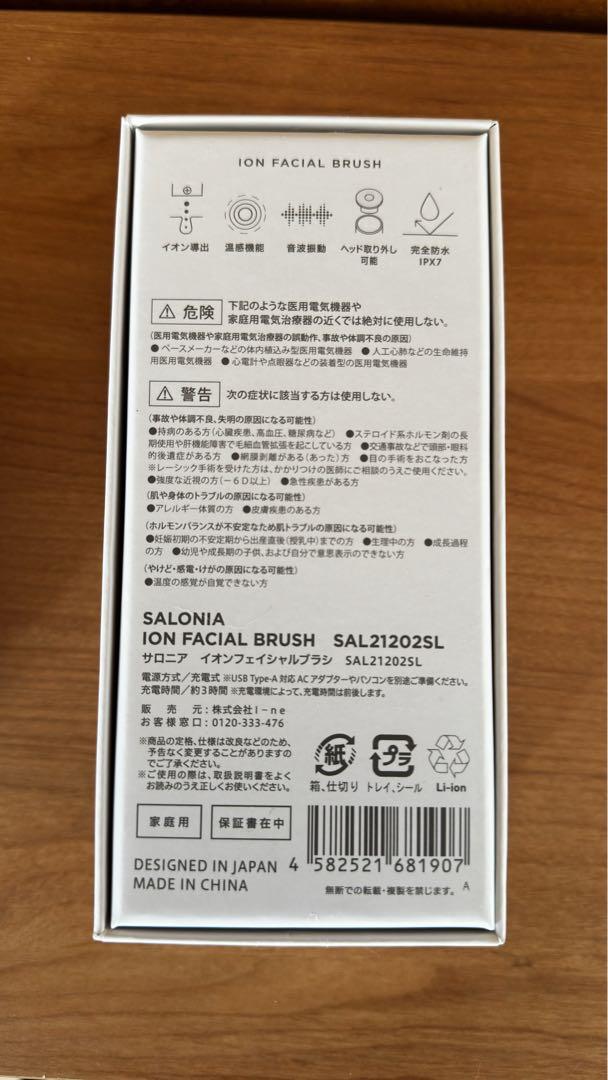 ION FACIAL BRUSH
イオン導出 温感機能 音波振動 ヘッド取り外し可能 完全防水 IPX7
危険 下記のような医用電気機器や
家庭用電気治療器の近くでは絶対に使用しない。
(医用電気機器や家庭用電気治療器の誤動作、事故や体調不良の原因)
●ペースメーカーなどの体内植込み型医用電気機器 ●人工心肺などの生命維持
用医用電気機器 ●心電計や点眼器などの装着型の医用電気機器
警告 次の症状に該当する方は使用しない。
(事故や体調不良、失明の原因になる可能性)
●持病のある方(心臓疾患、高血圧、糖尿病など) ●ステロイド系ホルモン剤の長
期使用や肝機能障害で毛細血管拡張を起こしている方 ●交通事故などで頭部・眼科
的後遺症がある方 ●網膜剥離がある(あった)方 ●目の手術をおこなった方
※レーシック手術を受けた方は、かかりつけの医師にご相談のうえご使用ください。
●強度な近視の方(−6D以上) ●急性疾患がある方
(肌や身体のトラブルの原因になる可能性)
●アレルギー体質の方 ●皮膚疾患のある方
(ホルモンバランスが不安定なため肌トラブルの原因になる可能性)
●妊娠初期の不安定期から出産直後(授乳中)までの方 ●生理中の方 ●成長過程
の方 ●幼児や成長期の子供、および自分で意思表示のできない方
(やけど・感電・けがの原因になる可能性)
●温度の感覚が自覚できない方
SALONIA
ION FACIAL BRUSH SAL21202SL
サロニア イオンフェイシャルブラシ SAL21202SL
電源方式/充電式 ※USB Type-A 対応 AC アダプターやパソコンを別途ご準備ください。
充電時間/約3時間 ※充電環境によって、充電時間は前後します。
販売元:株式会社I-ne
お客様窓口:0120-333-476
※商品の定格、仕様は改良などのため、
予告なく変更することがありますので
でご了承ください。
※ご使用の際は、取扱説明書をよく
お読みのうえ正しくお使いください。
紙 プラ
箱、仕切り トレイ、シール Li-ion
家庭用 保証書在中
DESIGNED IN JAPAN
MADE IN CHINA
4 582521 681907
無断での転載・複製を禁じます。 A